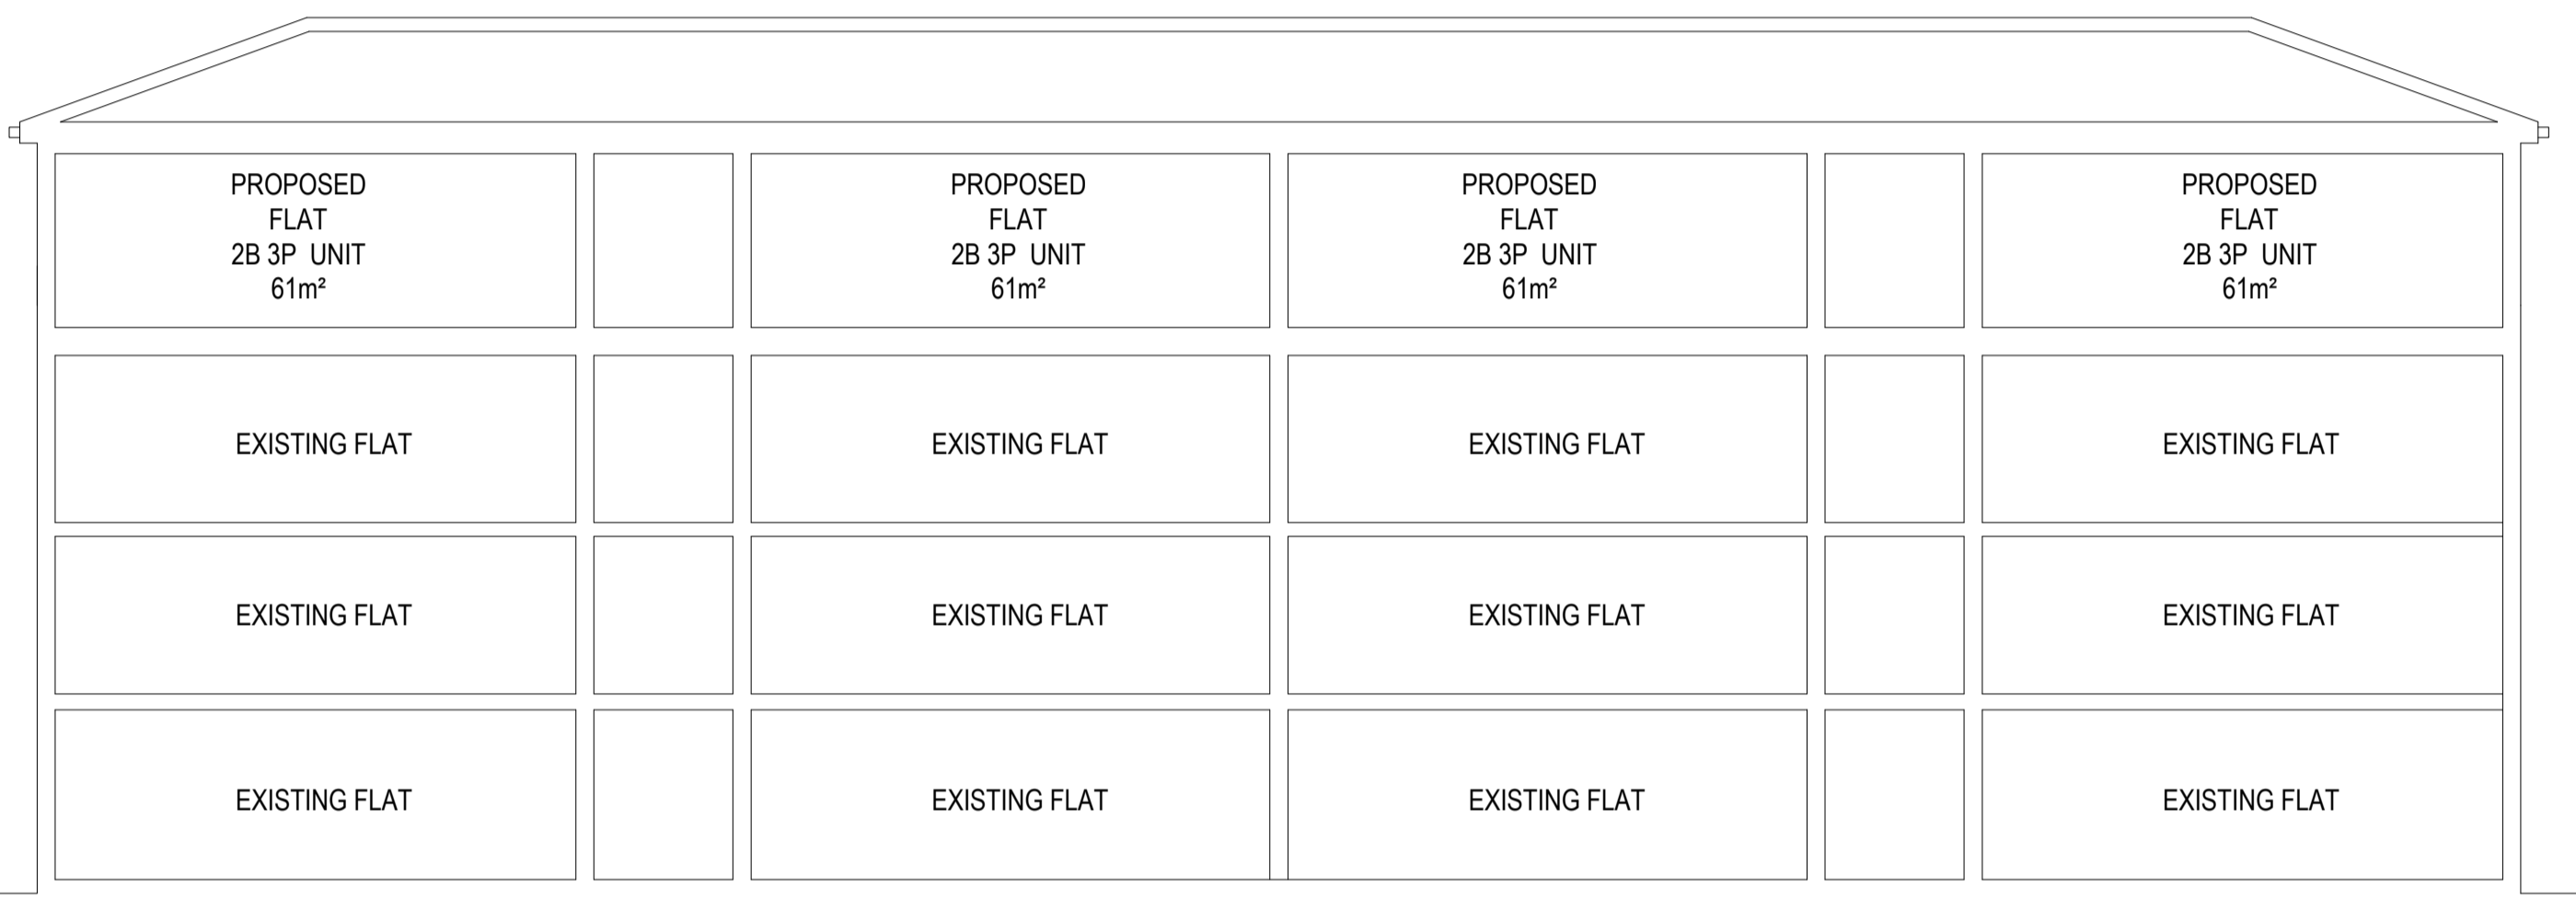 PROPOSED
FLAT
2B 3P UNIT
61m²
PROPOSED
FLAT
2B 3P UNIT
61m²
PROPOSED
FLAT
2B 3P UNIT
61m²
PROPOSED
FLAT
2B 3P UNIT
61m²
EXISTING FLAT
EXISTING FLAT
EXISTING FLAT
EXISTING FLAT
EXISTING FLAT
EXISTING FLAT
EXISTING FLAT
EXISTING FLAT
EXISTING FLAT
EXISTING FLAT
EXISTING FLAT
EXISTING FLAT